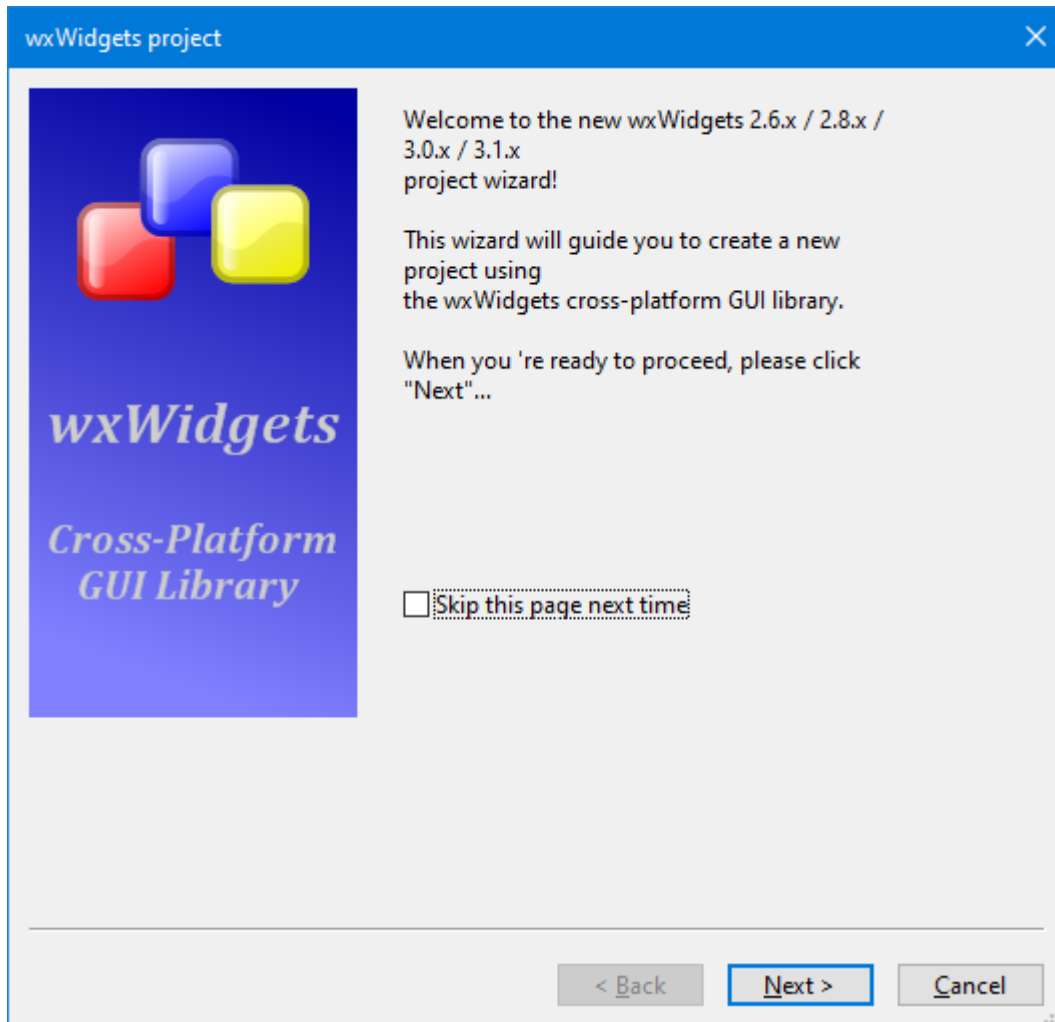 wxWidgets project
Welcome to the new wxWidgets 2.6.x / 2.8.x /
3.0.x / 3.1.x
project wizard!
This wizard will guide you to create a new
project using
the wxWidgets cross-platform GUI library.
When you 're ready to proceed, please click
"Next"...
wxWidgets
Cross-Platform
GUI Library
Skip this page next time
< Back
Next >
Cancel